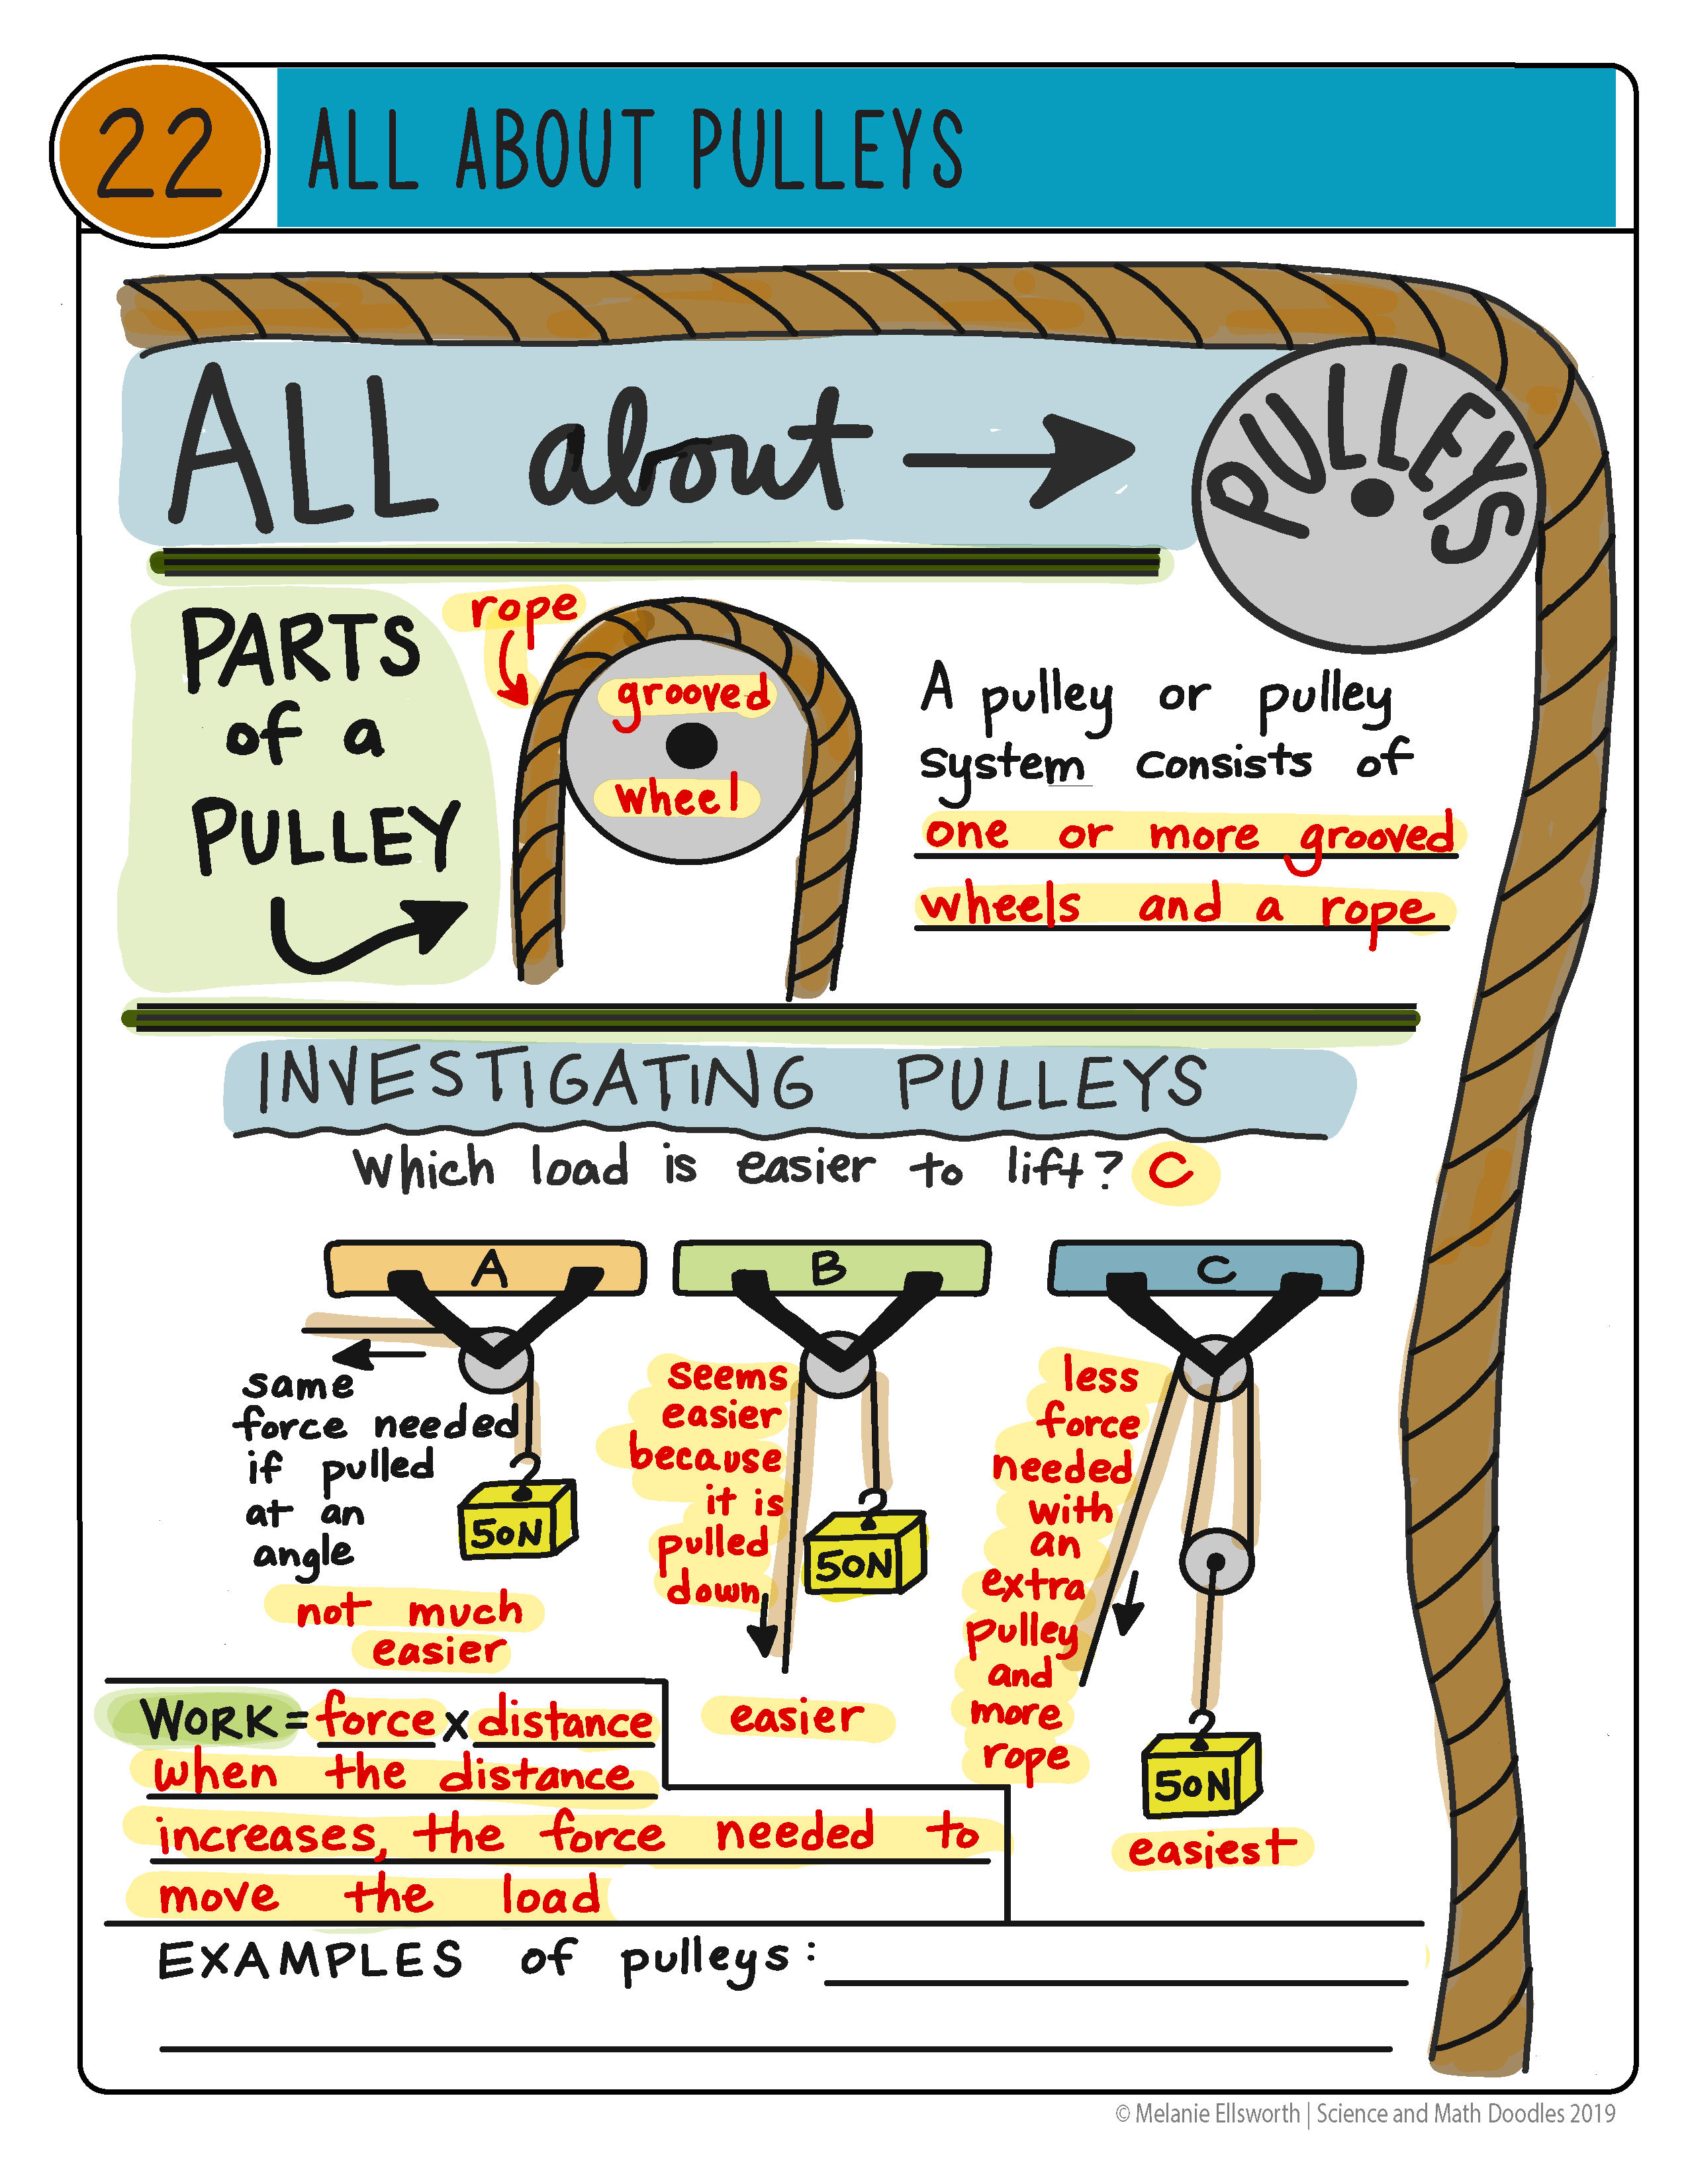 22
ALL ABOUT PULLEYS
ALL about
PULLEYS
PARTS
of a
PULLEY
rope
grooved
wheel
A pulley or pulley
system consists of
one or more grooved
wheels and a rope
INVESTIGATING PULLEYS
Which load is easier to lift? C
A
same
force needed
if pulled
at an
angle
50N
not much
easier
B
seems
easier
because
it is
pulled
down
50N
easier
C
less
force
needed
with
an
extra
pulley
and
more
rope
50N
easiest
WORK = force x distance
when the distance
increases, the force needed to
move the load
EXAMPLES of pulleys:
© Melanie Ellsworth | Science and Math Doodles 2019